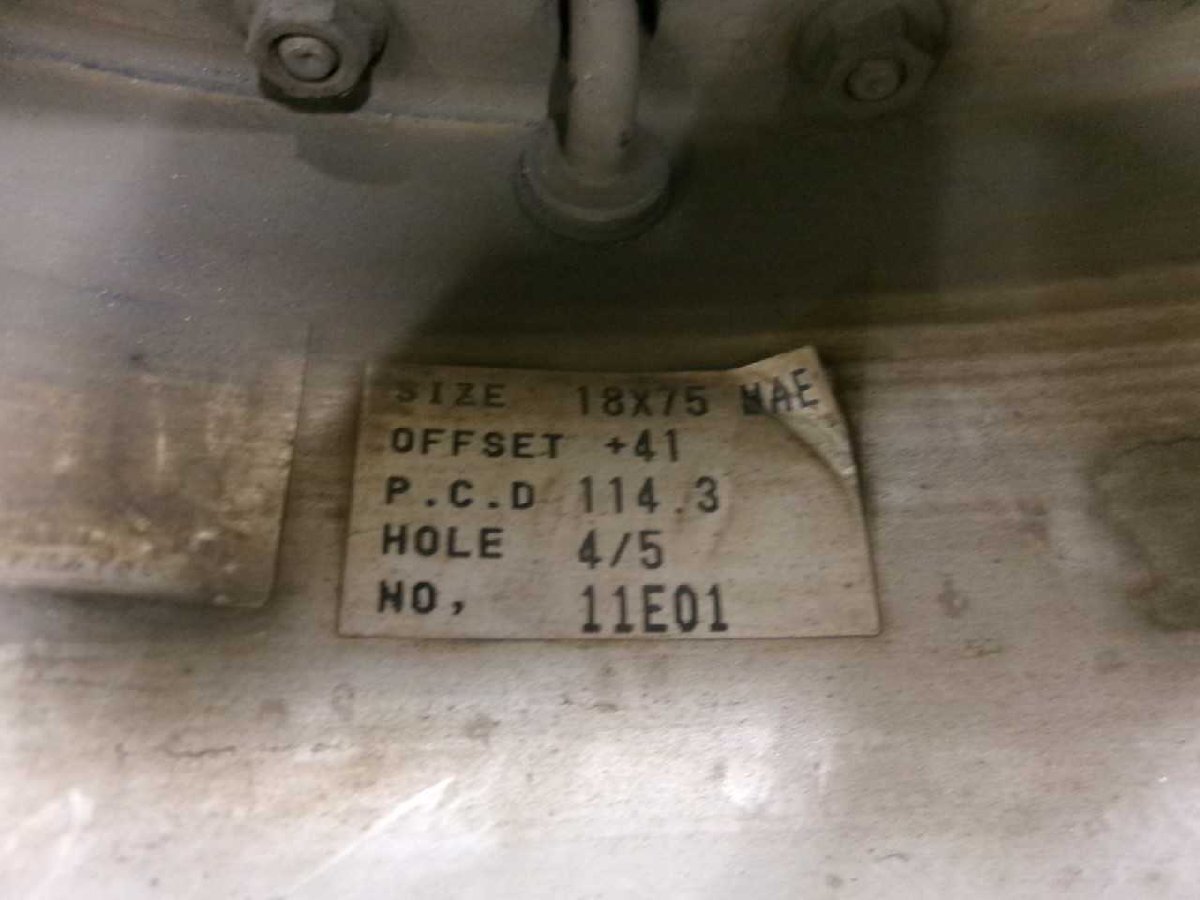 SIZE 18X75 MAE
OFFSET +41
P.C.D 114.3
HOLE 4/5
NO, 11E01